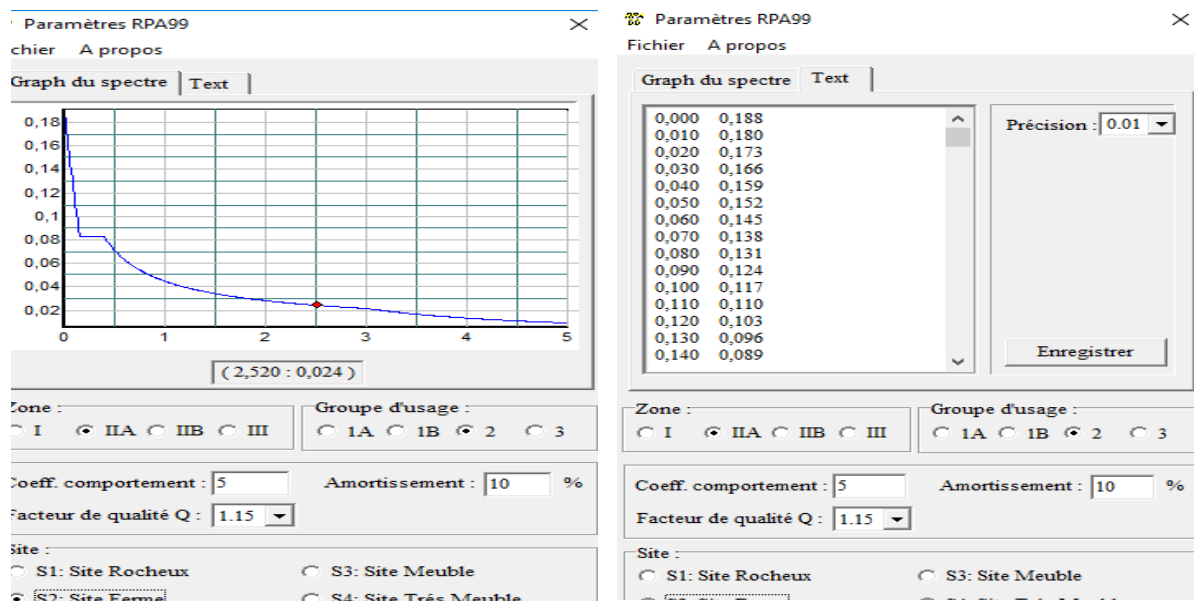 Paramètres RPA99
chier A propos
Graph du spectre Text
0,18
0,16
0,14
0,12
0,1
0,08
0,06
0,04
0,02
0 1 2 3 4 5
( 2,520 : 0,024 )
Zone :
I IIA IIB III
Groupe d'usage :
1A 1B 2 3
Coeff. comportement : 5 Amortissement : 10 %
Facteur de qualité Q : 1.15
Site :
S1: Site Rocheux S3: Site Meuble
S2: Site Ferme S4: Site Trés Meuble
Paramètres RPA99
Fichier A propos
Graph du spectre Text
0,000 0,188
0,010 0,180
0,020 0,173
0,030 0,166
0,040 0,159
0,050 0,152
0,060 0,145
0,070 0,138
0,080 0,131
0,090 0,124
0,100 0,117
0,110 0,110
0,120 0,103
0,130 0,096
0,140 0,089
Précision : 0.01
Enregistrer
Zone :
I IIA IIB III
Groupe d'usage :
1A 1B 2 3
Coeff. comportement : 5 Amortissement : 10 %
Facteur de qualité Q : 1.15
Site :
S1: Site Rocheux S3: Site Meuble